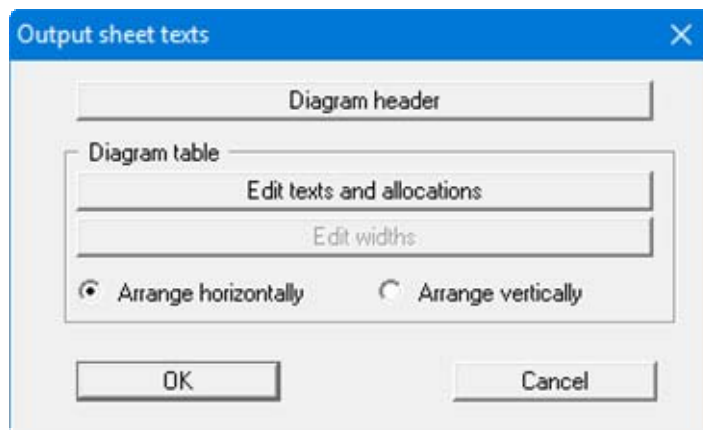 Output sheet texts
Diagram header
Diagram table
Edit texts and allocations
Edit widths
Arrange horizontally Arrange vertically
OK Cancel